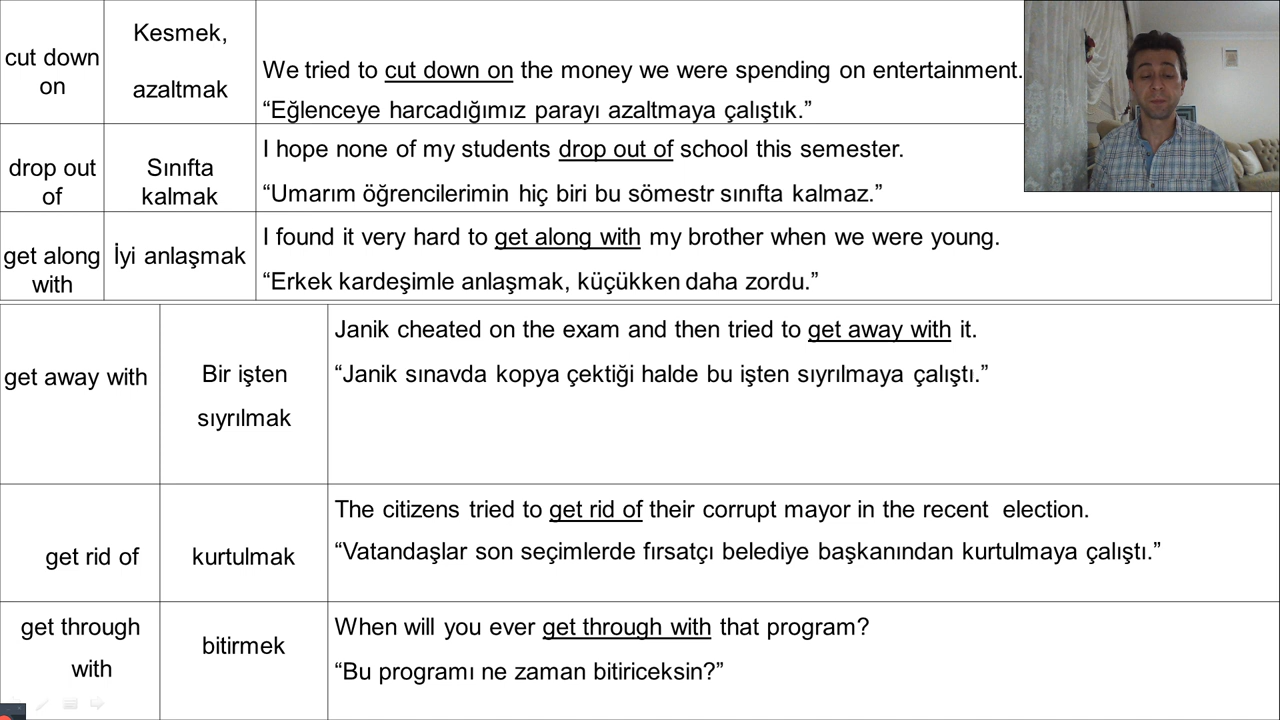 cut down
on
Kesmek,
azaltmak
We tried to cut down on the money we were spending on entertainment.
“Eğlenceye harcadığımız parayı azaltmaya çalıştık.”
drop out
of
Sınıfta
kalmak
I hope none of my students drop out of school this semester.
“Umarım öğrencilerimin hiç biri bu sömestr sınıfta kalmaz.”
get along
with
İyi anlaşmak
I found it very hard to get along with my brother when we were young.
“Erkek kardeşimle anlaşmak, küçükken daha zordu.”
get away with
Bir işten
sıyrılmak
Janik cheated on the exam and then tried to get away with it.
“Janik sınavda kopya çektiği halde bu işten sıyrılmaya çalıştı.”
get rid of
kurtulmak
The citizens tried to get rid of their corrupt mayor in the recent election.
“Vatandaşlar son seçimlerde fırsatçı belediye başkanından kurtulmaya çalıştı.”
get through
with
bitirmek
When will you ever get through with that program?
“Bu programı ne zaman bitiriceksin?”